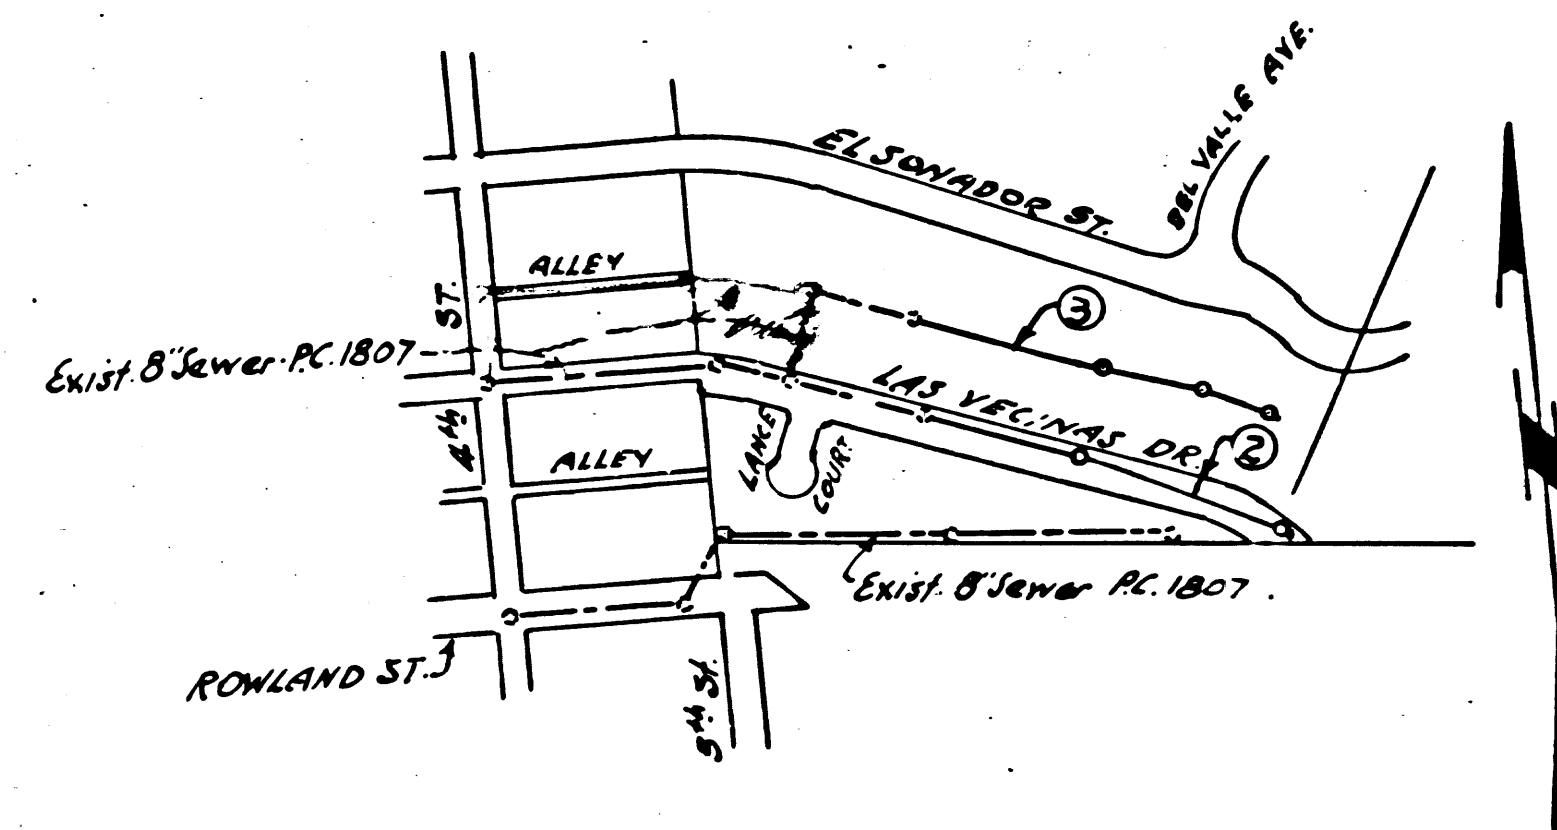 BEL VALLE AVE.
EL SONADOR ST.
ALLEY
ST.
3
Exist. 8" Sewer P.C. 1807
LAS VECINAS DR.
2
4th
ALLEY
LANCE
COURT
Exist. 8" Sewer P.C. 1807.
ROWLAND ST.
5th St.